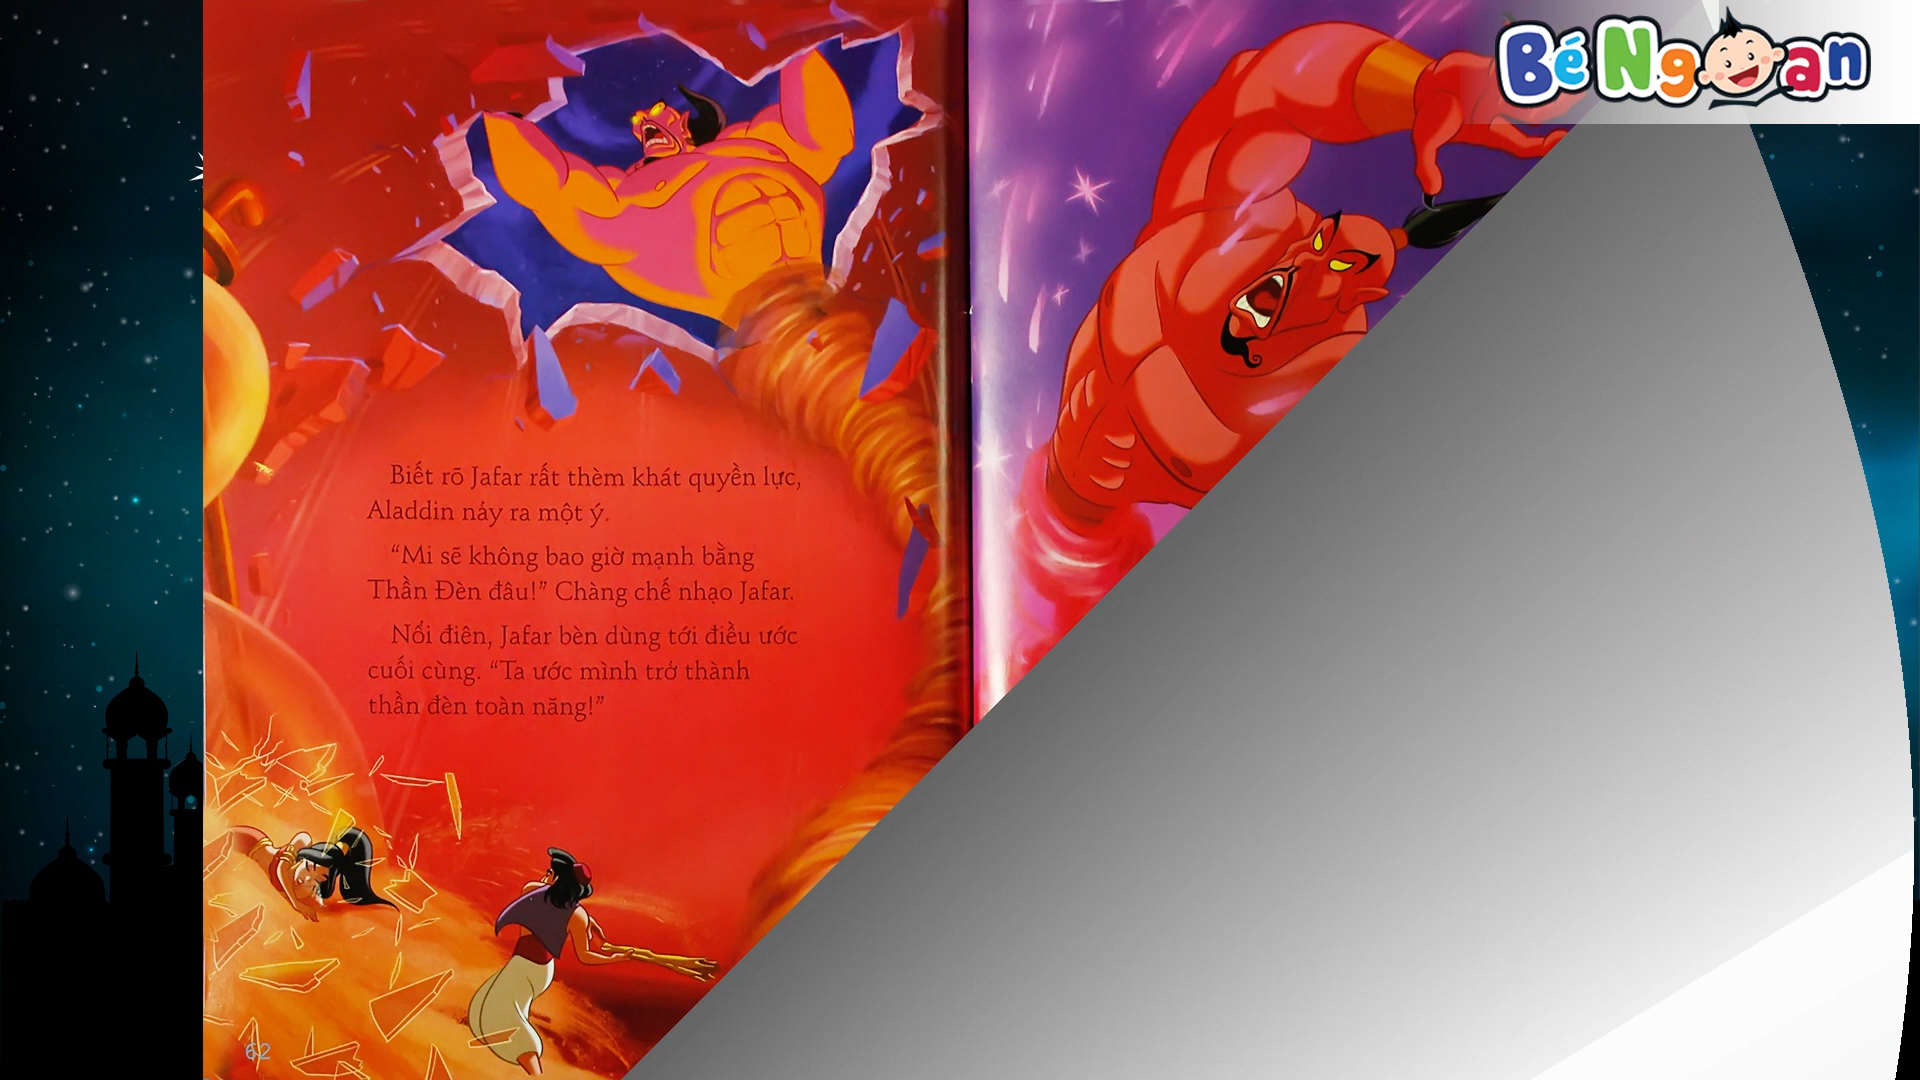 Bé Ngoan
Biết rõ Jafar rất thèm khát quyền lực,
Aladdin nảy ra một ý.
“Mi sẽ không bao giờ mạnh bằng
Thần Đèn đâu!” Chàng chế nhạo Jafar.
Nổi điên, Jafar bèn dùng tới điều ước
cuối cùng. “Ta ước mình trở thành
thần đèn toàn năng!”
62